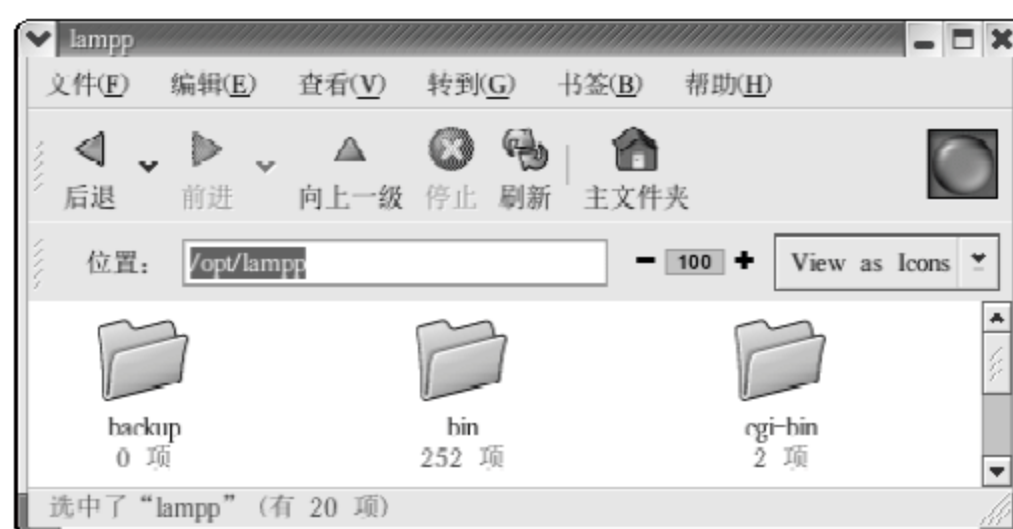 lampp
文件(F) 编辑(E) 查看(V) 转到(G) 书签(B) 帮助(H)
后退 前进 向上一级 停止 刷新 主文件夹
位置: /opt/lampp 100 View as Icons
backup bin cgi-bin
0 项 252 项 2 项
选中了“lampp” (有 20 项)